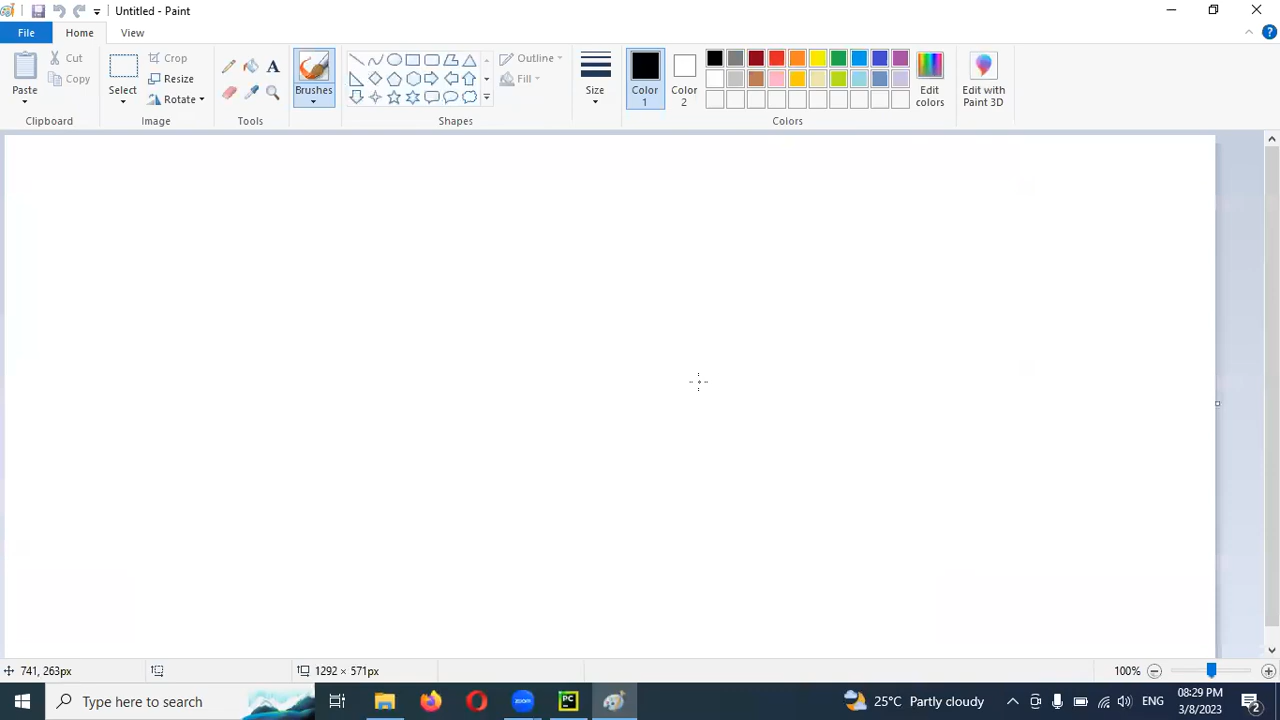 Untitled - Paint
File Home View
Paste
Cut
Copy
Clipboard
Select
Crop
Resize
Rotate
Image
A
Tools
Brushes
Outline
Fill
Shapes
Size
Color 1
Color 2
Edit colors
Colors
Edit with Paint 3D
741, 263px
1292 × 571px
100%
Type here to search
zoom
PC
25°C Partly cloudy
ENG
08:29 PM
3/8/2023
2